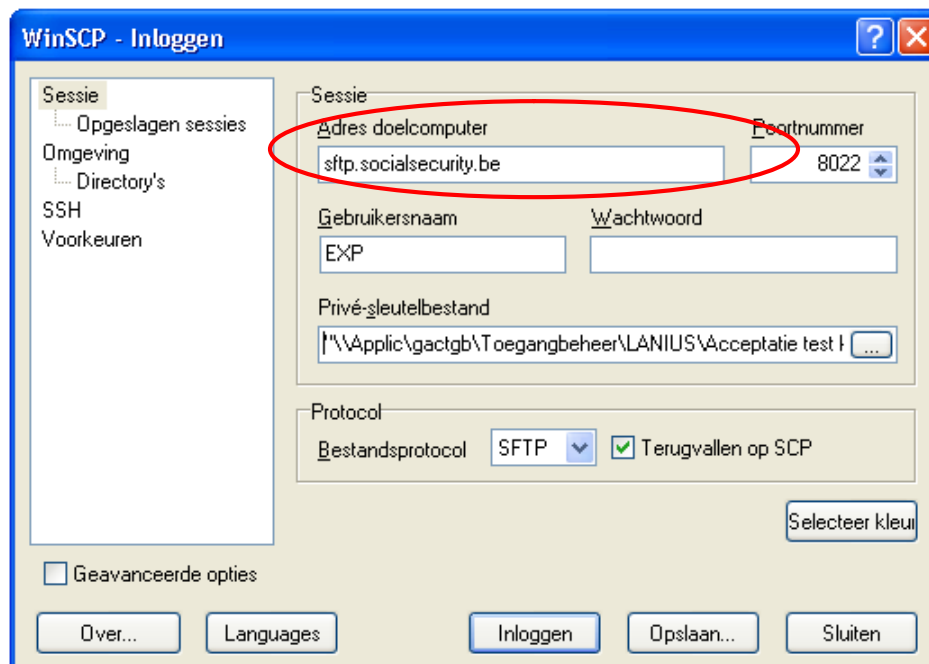 WinSCP - Inloggen
Sessie
Opgeslagen sessies
Omgeving
Directory's
SSH
Voorkeuren
Sessie
Adres doelcomputer
Poortnummer
sftp.socialsecurity.be
8022
Gebruikersnaam
Wachtwoord
EXP
Privé-sleutelbestand
"\\Applic\gactgb\Toegangbeheer\LANIUS\Acceptatie test
...
Protocol
Bestandsprotocol
SFTP
Terugvallen op SCP
Selecteer kleur
Geavanceerde opties
Over...
Languages
Inloggen
Opslaan...
Sluiten